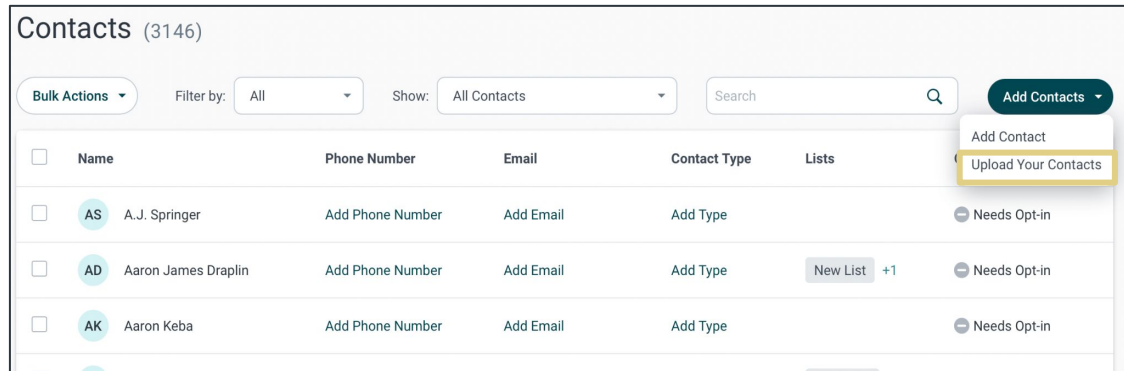 Contacts (3146)
Bulk Actions Filter by: All Show: All Contacts Search Add Contacts
Add Contact
Upload Your Contacts
Name Phone Number Email Contact Type Lists
AS A.J. Springer Add Phone Number Add Email Add Type Needs Opt-in
AD Aaron James Draplin Add Phone Number Add Email Add Type New List +1 Needs Opt-in
AK Aaron Keba Add Phone Number Add Email Add Type Needs Opt-in